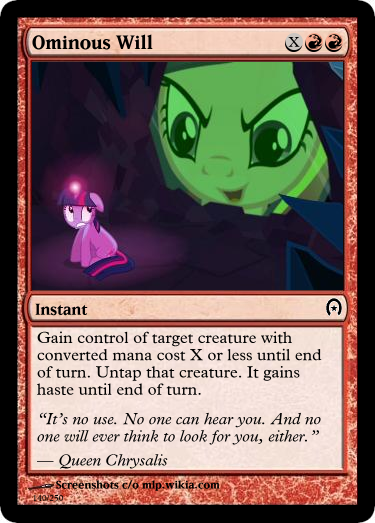 Ominous Will X
Instant
Gain control of target creature with
converted mana cost X or less until end
of turn. Untap that creature. It gains
haste until end of turn.
“It’s no use. No one can hear you. And no
one will ever think to look for you, either.”
— Queen Chrysalis
Screenshots c/o mlp.wikia.com
140/250